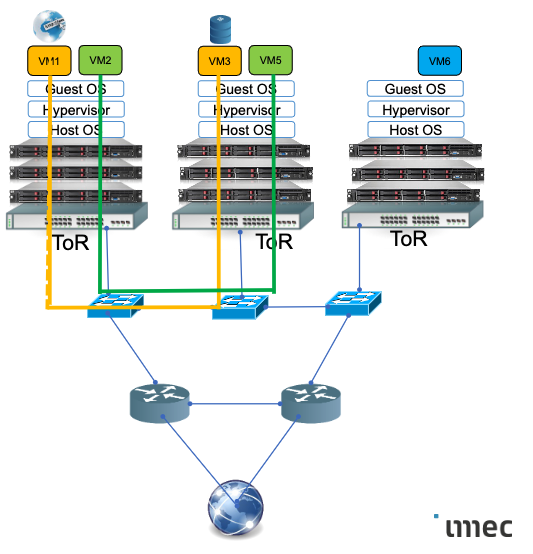 VM1
VM2
VM3
VM5
VM6
Guest OS
Guest OS
Guest OS
Hypervisor
Hypervisor
Hypervisor
Host OS
Host OS
Host OS
ToR
ToR
ToR
imec